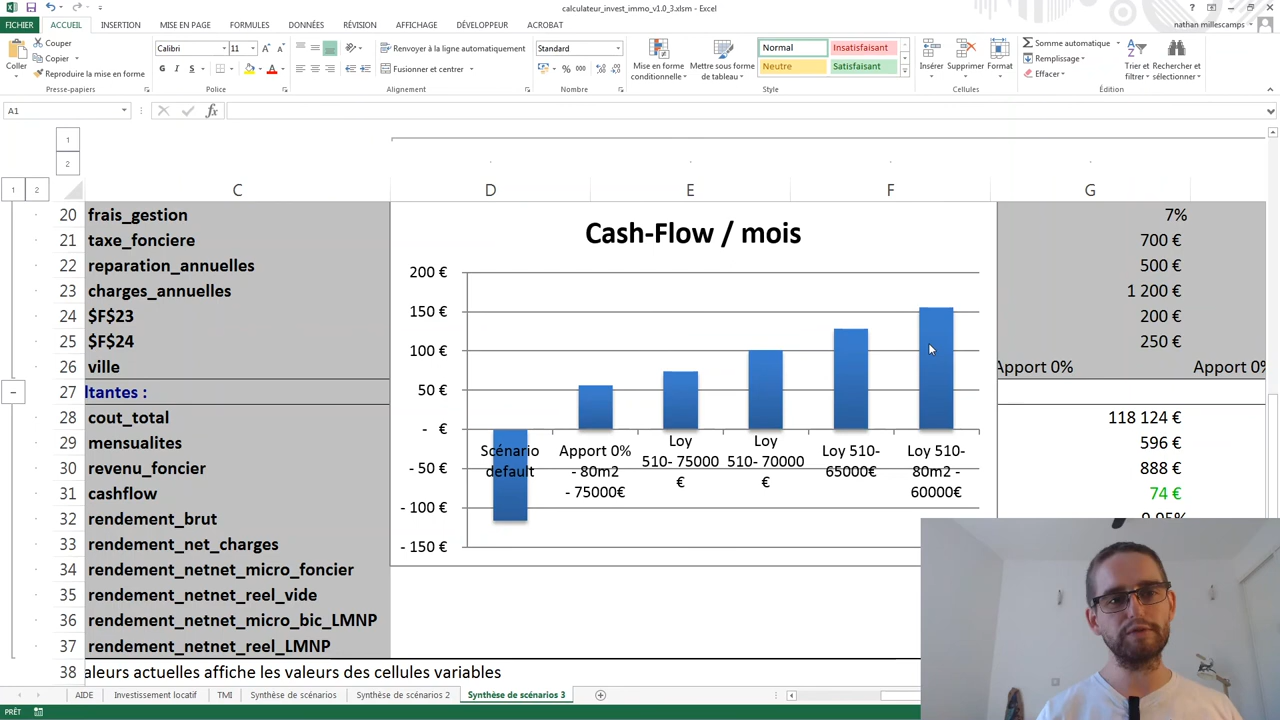 calculateur_invest_immo_v1.0_3.xlsm - Excel
FICHIER ACCUEIL INSERTION MISE EN PAGE FORMULES DONNÉES RÉVISION AFFICHAGE DÉVELOPPEUR ACROBAT
nathan millescamps
Coller
Couper
Copier
Reproduire la mise en forme
Presse-papiers
Calibri 11
G I S
Police
Renvoyer à la ligne automatiquement
Fusionner et centrer
Alignement
Standard
% 000
Nombre
Mise en forme conditionnelle
Mettre sous forme de tableau
Normal Insatisfaisant
Neutre Satisfaisant
Style
Insérer Supprimer Format
Cellules
Somme automatique
Remplissage
Effacer
Trier et filtrer
Rechercher et sélectionner
Édition
A1
fx
1
2
1 2 C D E F G
20 frais_gestion 7%
21 taxe_fonciere 700 €
22 reparation_annuelles 500 €
23 charges_annuelles 1 200 €
24 $F$23 200 €
25 $F$24 250 €
26 ville Apport 0% Apport 0%
27 ltantes :
28 cout_total 118 124 €
29 mensualites 596 €
30 revenu_foncier 888 €
31 cashflow 74 €
32 rendement_brut
33 rendement_net_charges
34 rendement_netnet_micro_foncier
35 rendement_netnet_reel_vide
36 rendement_netnet_micro_bic_LMNP
37 rendement_netnet_reel_LMNP
38 aleurs actuelles affiche les valeurs des cellules variables
Cash-Flow / mois
200 €
150 €
100 €
50 €
- €
- 50 €
- 100 €
- 150 €
Scénario default
Apport 0% - 80m2 - 75000€
Loy 510- 75000 €
Loy 510- 70000 €
Loy 510- 65000€
Loy 510- 80m2 - 60000€
AIDE Investissement locatif TMI Synthèse de scénarios Synthèse de scénarios 2 Synthèse de scénarios 3
PRÊT